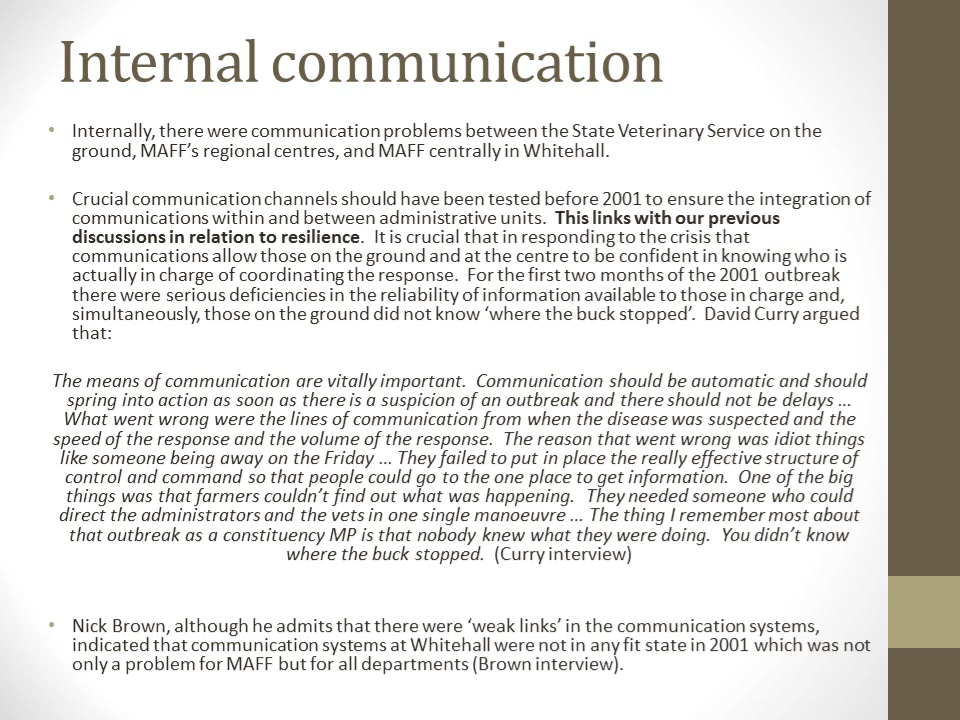 Internal communication
• Internally, there were communication problems between the State Veterinary Service on the
ground, MAFF's regional centres, and MAFF centrally in Whitehall.
• Crucial communication channels should have been tested before 2001 to ensure the integration of
communications within and between administrative units.  This links with our previous
discussions in relation to resilience.  It is crucial that in responding to the crisis that
communications allow those on the ground and at the centre to be confident in knowing who is
actually in charge of coordinating the response.  For the first two months of the 2001 outbreak
there were serious deficiencies in the reliability of information available to those in charge and,
simultaneously, those on the ground did not know ‘where the buck stopped’.  David Curry argued
that:
The means of communication are vitally important.  Communication should be automatic and should
spring into action as soon as there is a suspicion of an outbreak and there should not be delays ...
What went wrong were the lines of communication from when the disease was suspected and the
speed of the response and the volume of the response.  The reason that went wrong was idiot things
like someone being away on the Friday ... They failed to put in place the really effective structure of
control and command so that people could go to the one place to get information.  One of the big
things was that farmers couldn’t find out what was happening.  They needed someone who could
direct the administrators and the vets in one single manoeuvre ... The thing I remember most about
that outbreak as a constituency MP is that nobody knew what they were doing.  You didn’t know
where the buck stopped.  (Curry interview)
• Nick Brown, although he admits that there were ‘weak links’ in the communication systems,
indicated that communication systems at Whitehall were not in any fit state in 2001 which was not
only a problem for MAFF but for all departments (Brown interview).